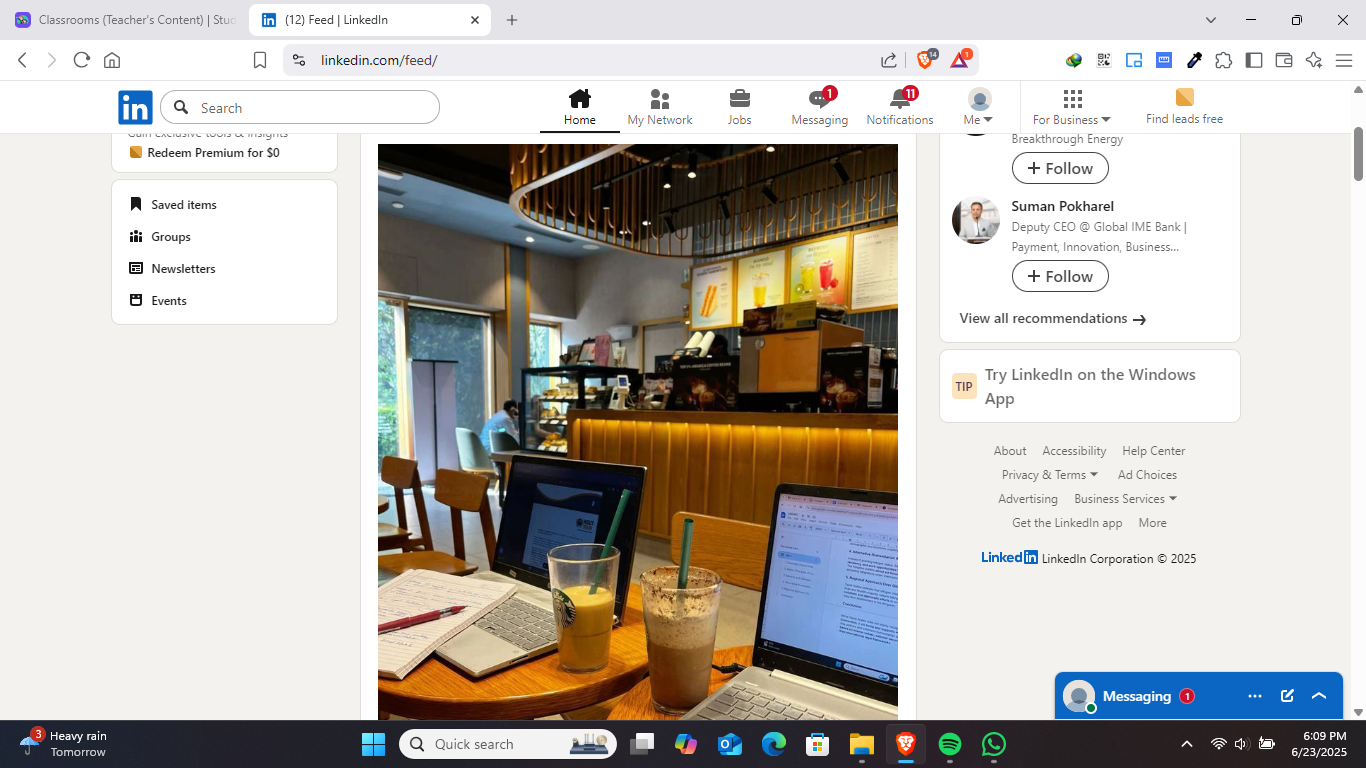 Classrooms (Teacher's Content) | Stu
(12) Feed | LinkedIn
linkedin.com/feed/
14
1
in
Search
Home
My Network
Jobs
1
Messaging
11
Notifications
Me
For Business
Find leads free
Gain exclusive tools & insights
Redeem Premium for $0
Saved items
Groups
Newsletters
Events
Breakthrough Energy
+ Follow
Suman Pokharel
Deputy CEO @ Global IME Bank |
Payment, Innovation, Business...
+ Follow
View all recommendations →
TIP
Try LinkedIn on the Windows
App
About
Accessibility
Help Center
Privacy & Terms
Ad Choices
Advertising
Business Services
Get the LinkedIn app
More
LinkedIn LinkedIn Corporation © 2025
Conclusion
Messaging
1
3
Heavy rain
Tomorrow
Quick search
6:09 PM
6/23/2025